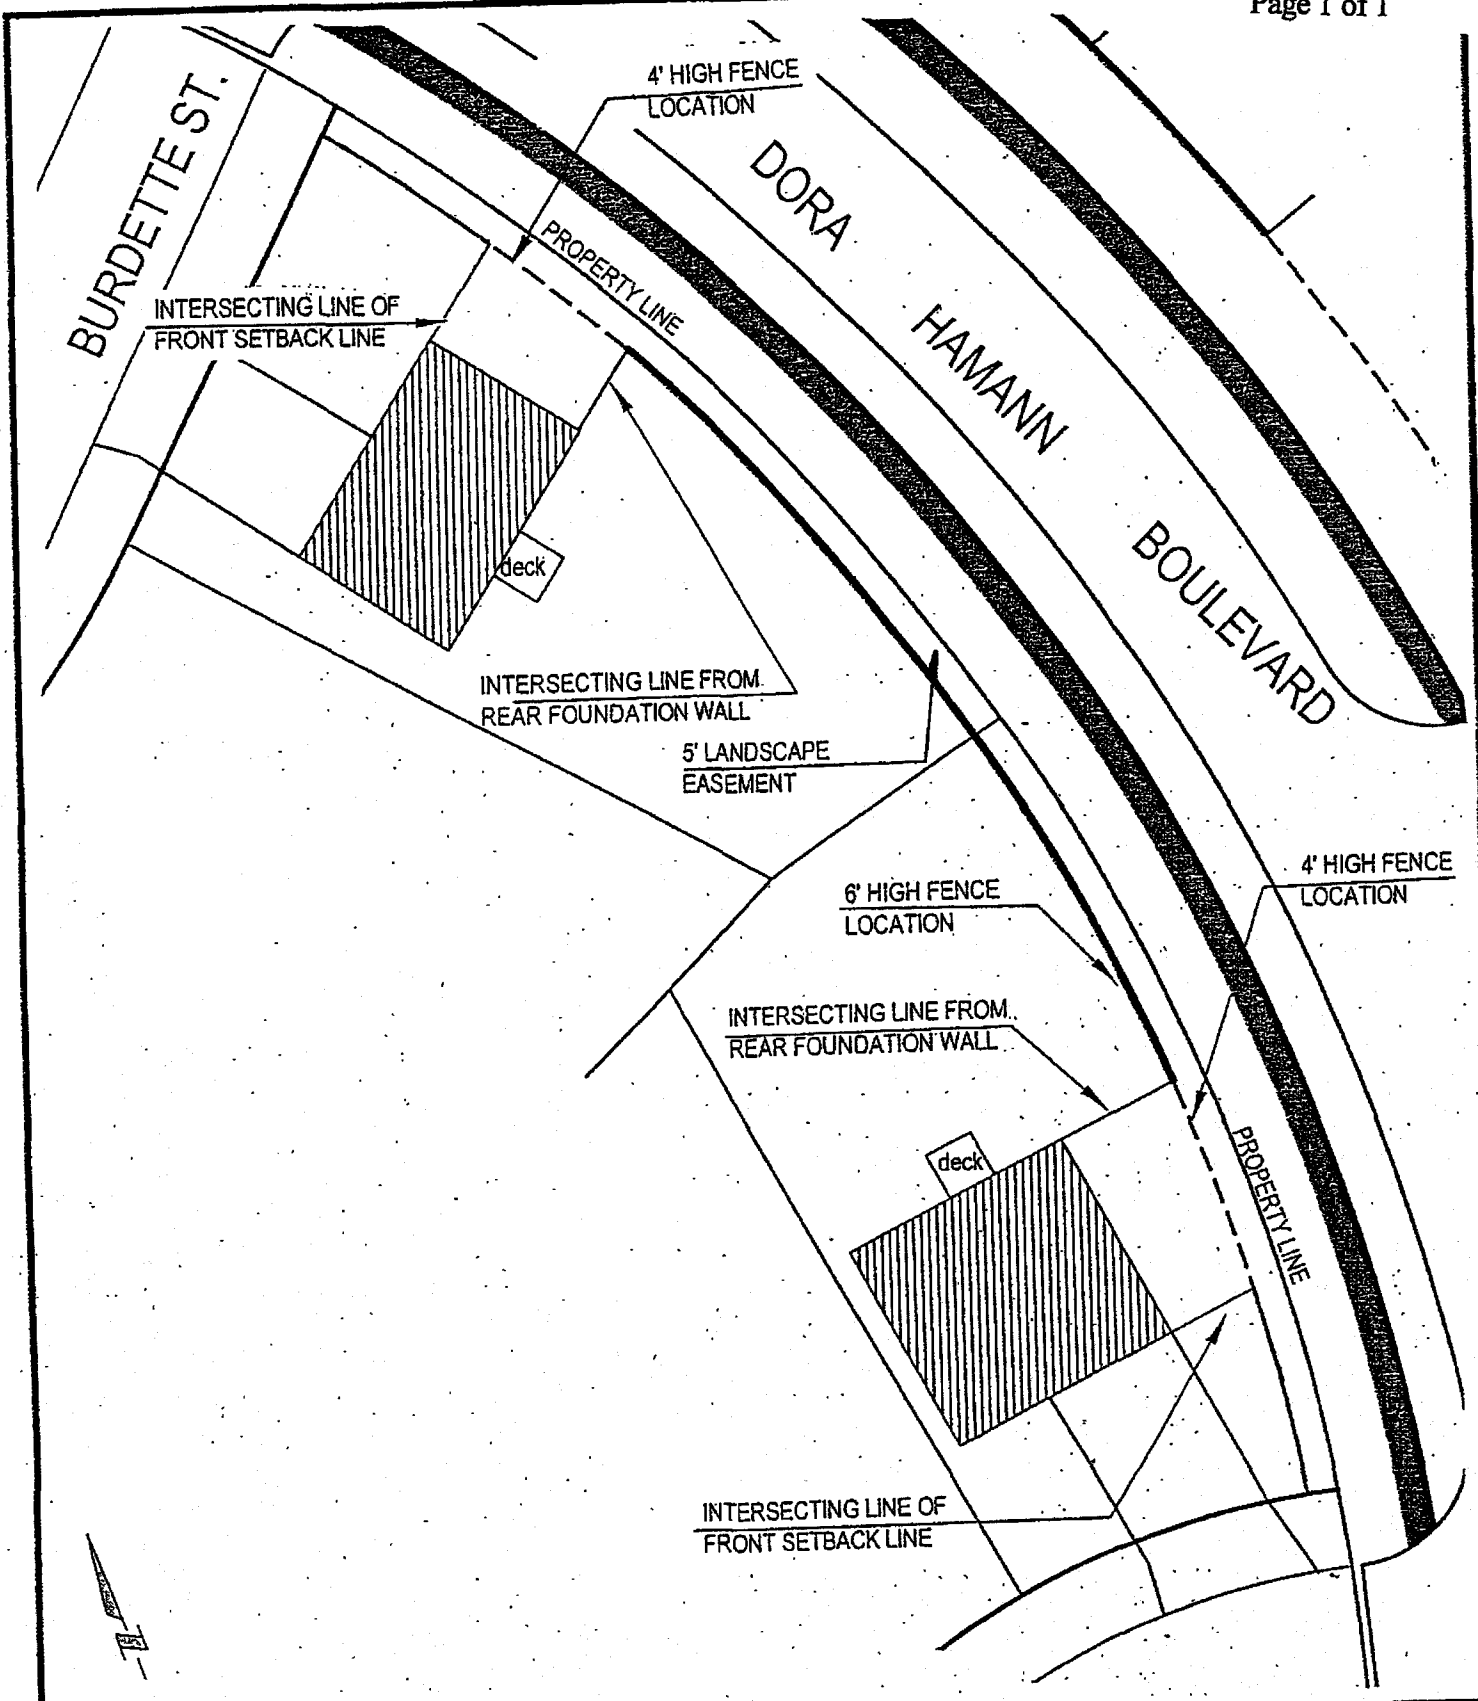 Page 1 of 1
4' HIGH FENCE
LOCATION
BURDETTE ST.
DORA
HAMANN
BOULEVARD
PROPERTY LINE
INTERSECTING LINE OF
FRONT SETBACK LINE
deck
INTERSECTING LINE FROM
REAR FOUNDATION WALL
5' LANDSCAPE
EASEMENT
4' HIGH FENCE
LOCATION
6' HIGH FENCE
LOCATION
INTERSECTING LINE FROM
REAR FOUNDATION WALL
deck
PROPERTY LINE
INTERSECTING LINE OF
FRONT SETBACK LINE
N